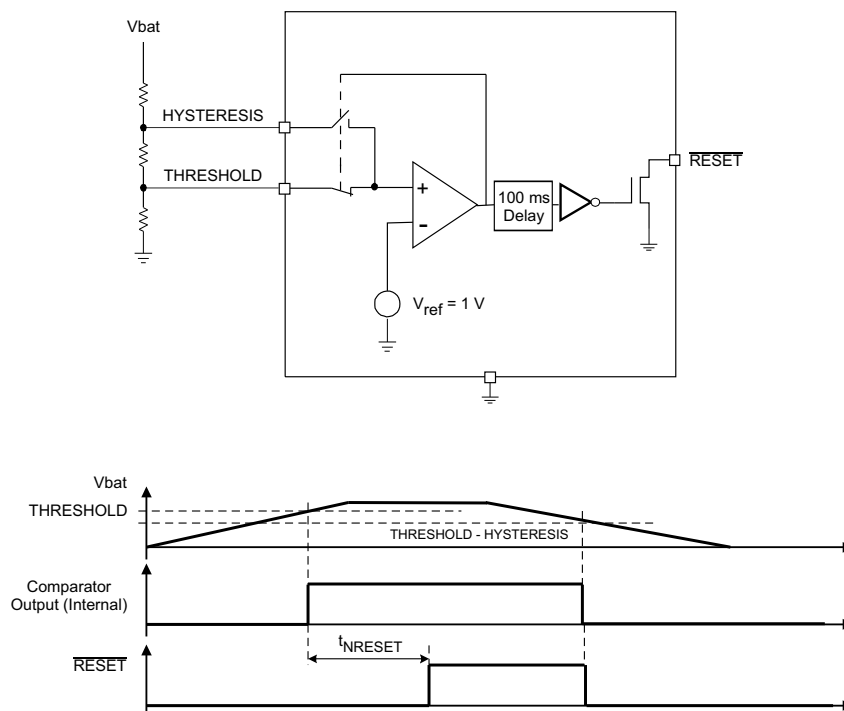 Vbat
HYSTERESIS
THRESHOLD
+
-
100 ms
Delay
RESET
Vref = 1 V
Vbat
THRESHOLD
THRESHOLD - HYSTERESIS
Comparator
Output (Internal)
tNRESET
RESET